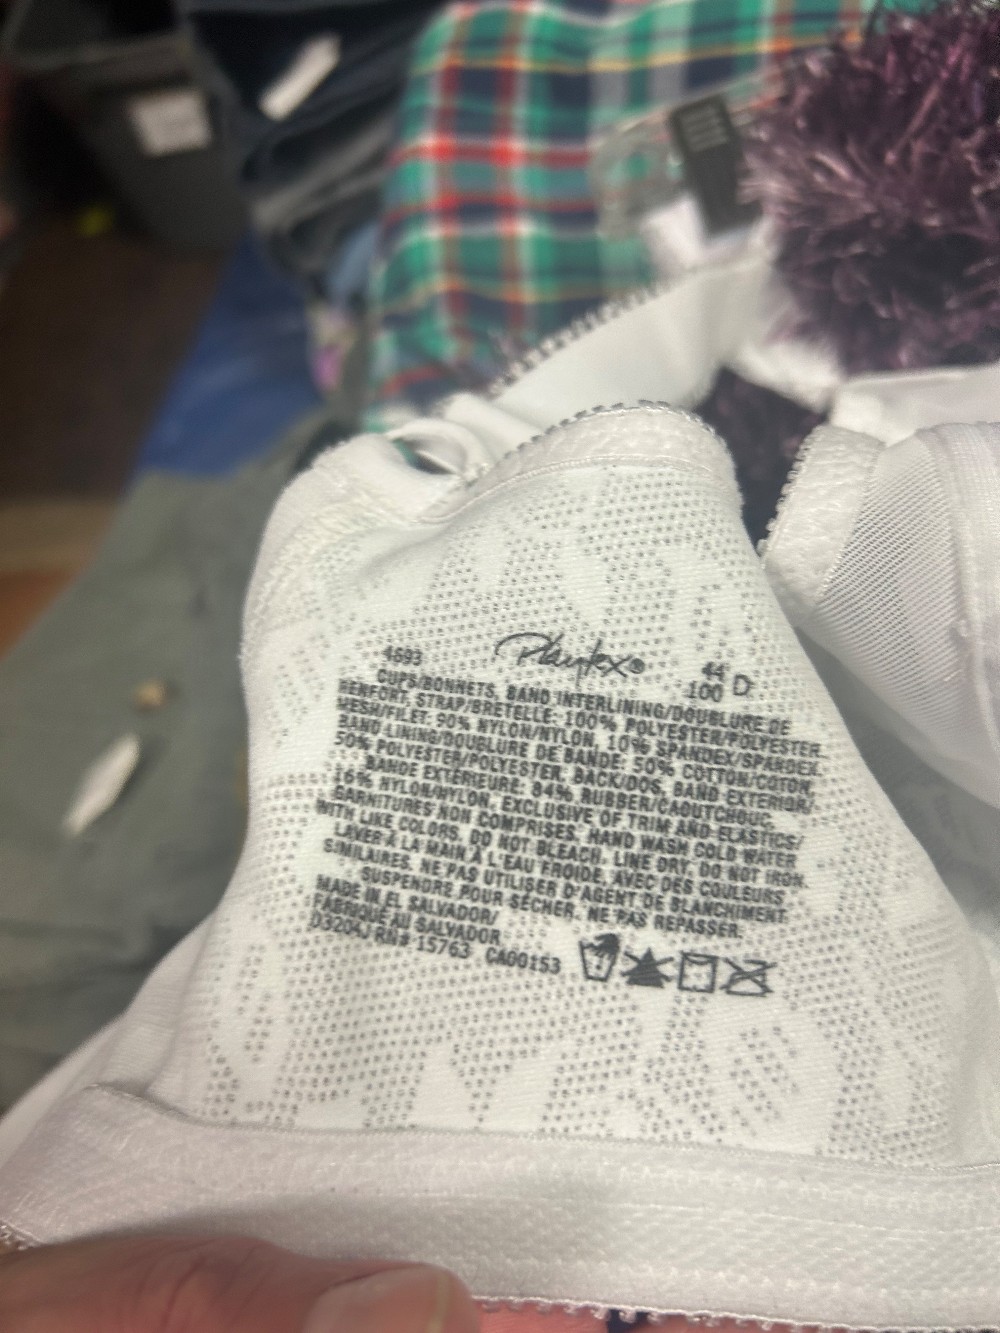 4693 Playtex® 44 D
100
CUPS/BONNETS, BAND INTERLINING/DOUBLURE DE
RENFORT, STRAP/BRETELLE: 100% POLYESTER/POLYESTER,
MESH/FILET: 90% NYLON/NYLON, 10% SPANDEX/SPANDEX,
BAND LINING/DOUBLURE DE BANDE: 50% COTTON/COTON,
50% POLYESTER/POLYESTER, BACK/DOS, BAND EXTERIOR/
BANDE EXTÉRIEURE: 84% RUBBER/CAOUTCHOUC,
16% NYLON/NYLON, EXCLUSIVE OF TRIM AND ELASTICS/
GARNITURES NON COMPRISES. HAND WASH COLD WATER
WITH LIKE COLORS. DO NOT BLEACH. LINE DRY. DO NOT IRON.
LAVER À LA MAIN À L'EAU FROIDE, AVEC DES COULEURS
SIMILAIRES. NE PAS UTILISER D'AGENT DE BLANCHIMENT.
SUSPENDRE POUR SÉCHER. NE PAS REPASSER.
MADE IN EL SALVADOR/
FABRIQUÉ AU SALVADOR
D3204J RN# 15763 CA00153